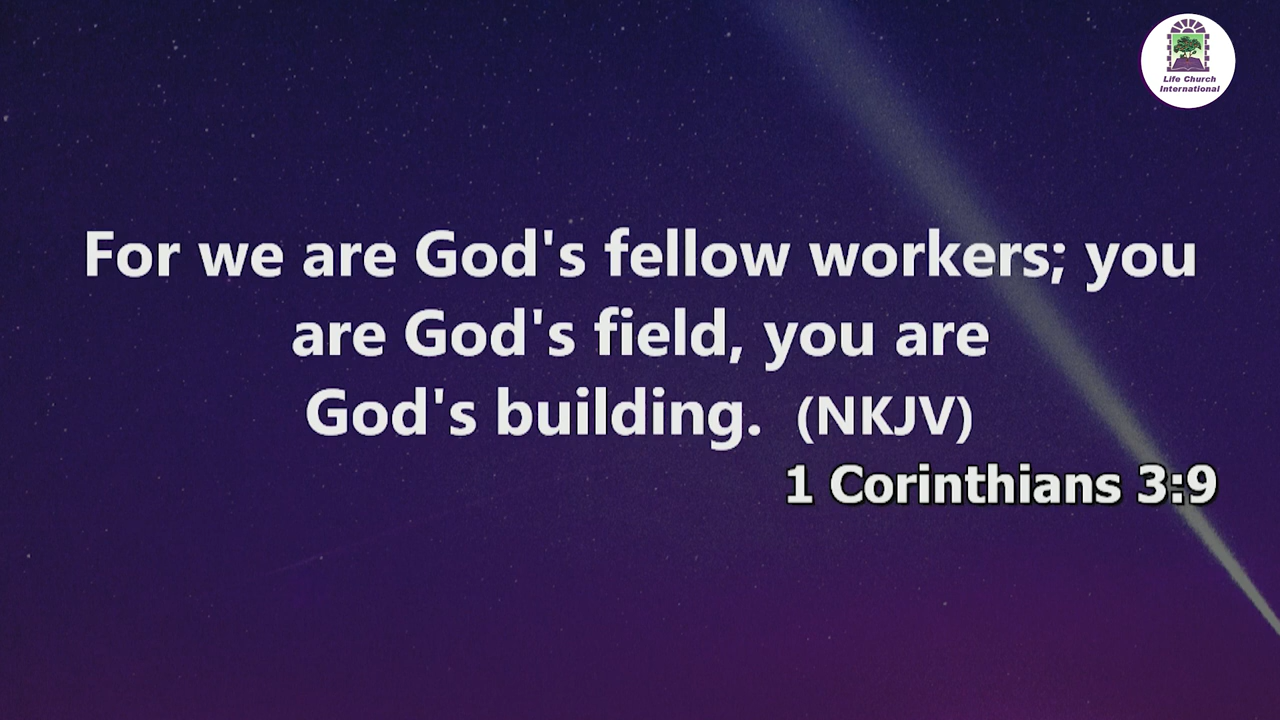 Life Church
International
For we are God's fellow workers; you
are God's field, you are
God's building. (NKJV)
1 Corinthians 3:9